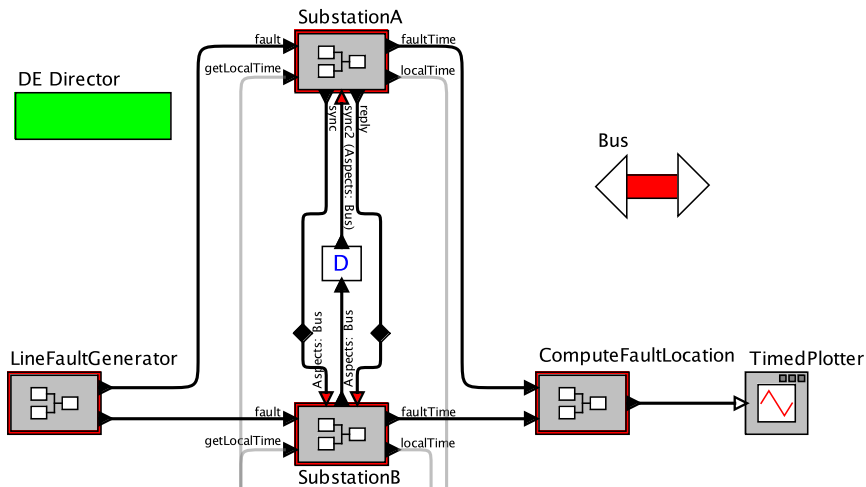 SubstationA
fault
faultTime
getLocalTime
localTime
DE Director
sync
sync2 (Aspects: Bus)
reply
Bus
D
Aspects: Bus
Aspects: Bus
LineFaultGenerator
ComputeFaultLocation
TimedPlotter
fault
faultTime
getLocalTime
localTime
SubstationB